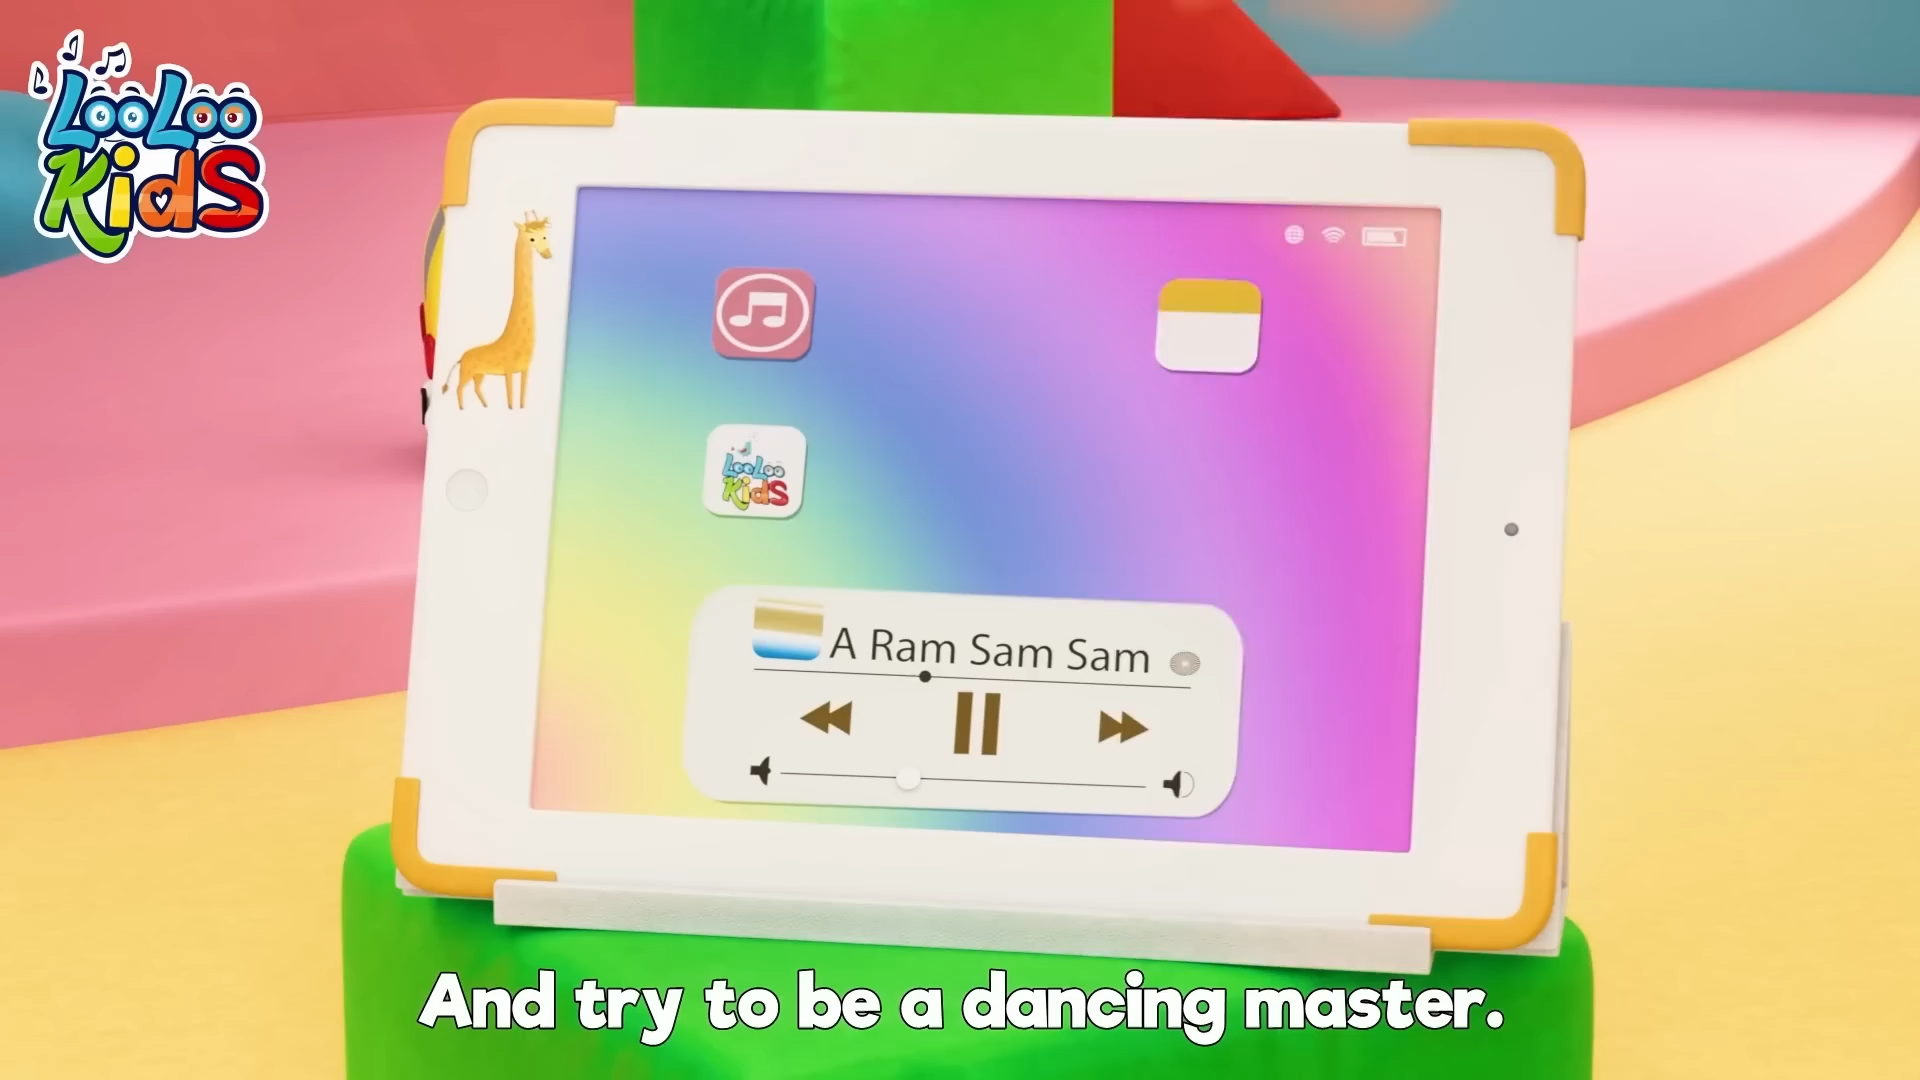 LooLoo
Kids
LooLoo
Kids
A Ram Sam Sam
And try to be a dancing master.